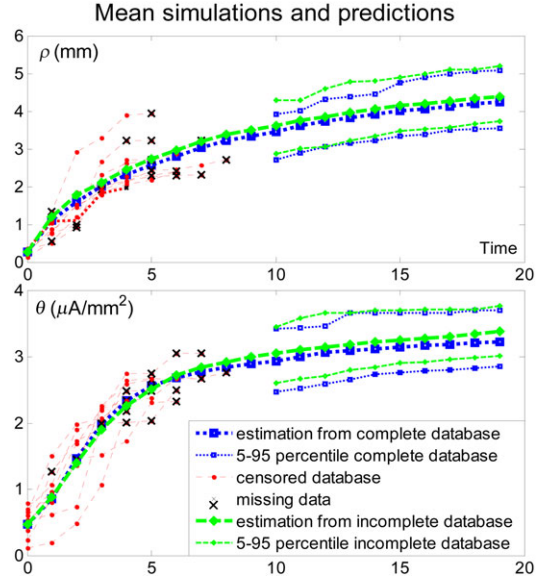 Mean simulations and predictions
ρ (mm)
6
5
4
3
2
1
0
Time
0 5 10 15 20
θ (μA/mm²)
4
3
2
1
0
estimation from complete database
5-95 percentile complete database
censored database
missing data
estimation from incomplete database
5-95 percentile incomplete database
0 5 10 15 20